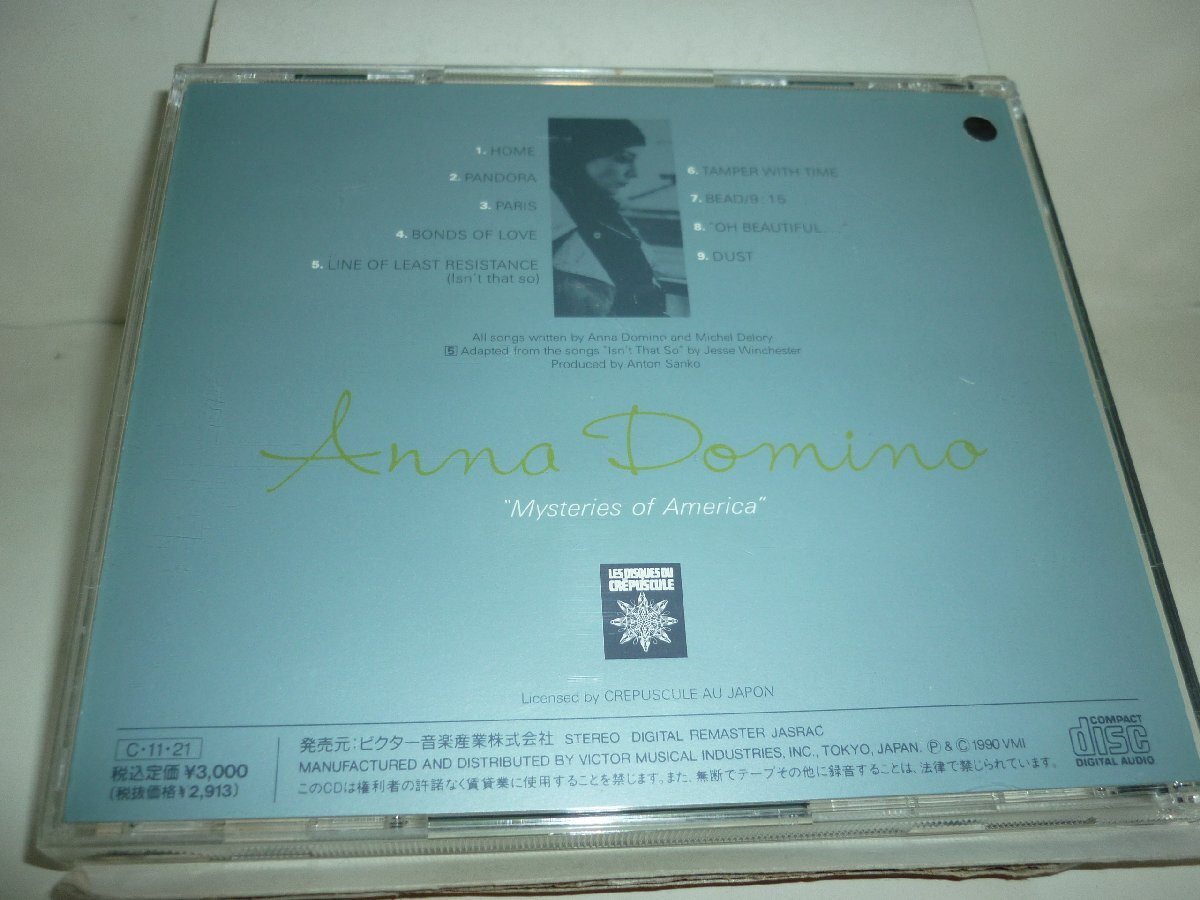 1. HOME
2. PANDORA
3. PARIS
4. BONDS OF LOVE
5. LINE OF LEAST RESISTANCE
(Isn't that so)
6. TAMPER WITH TIME
7. BEAD/9:15
8. "OH BEAUTIFUL...."
9. DUST
All songs written by Anna Domino and Michel Delory
5 Adapted from the songs "Isn't That So" by Jesse Winchester
Produced by Anton Sanko
Anna Domino
"Mysteries of America"
LES DISQUES DU
CRÉPUSCULE
Licensed by CREPUSCULE AU JAPON
C・11・21
税込定価¥3,000
(税抜価格¥2,913)
発売元:ビクター音楽産業株式会社 STEREO DIGITAL REMASTER JASRAC
MANUFACTURED AND DISTRIBUTED BY VICTOR MUSICAL INDUSTRIES, INC., TOKYO, JAPAN. Ⓟ & © 1990 VMI
このCDは権利者の許諾なく賃貸業に使用することを禁じます。また、無断でテープその他に録音することは、法律で禁じられています。
COMPACT
disc
DIGITAL AUDIO